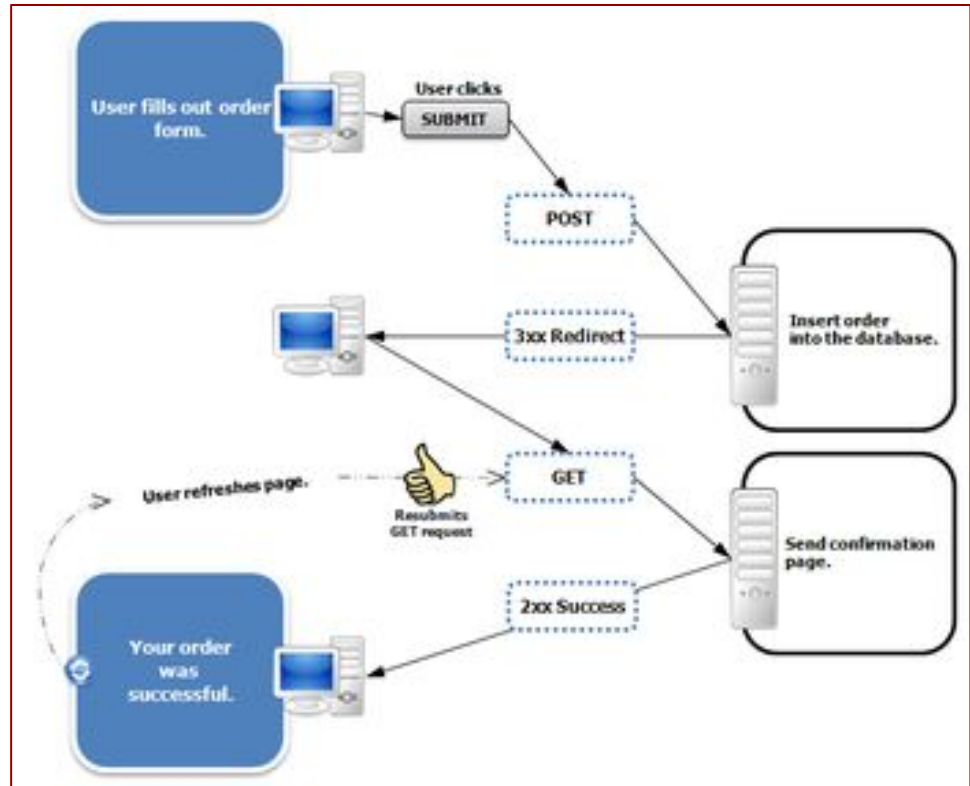 User fills out order
form.
User clicks
SUBMIT
POST
Insert order
into the database.
3xx Redirect
GET
User refreshes page.
Resubmits
GET request
Send confirmation
page.
2xx Success
Your order
was
successful.